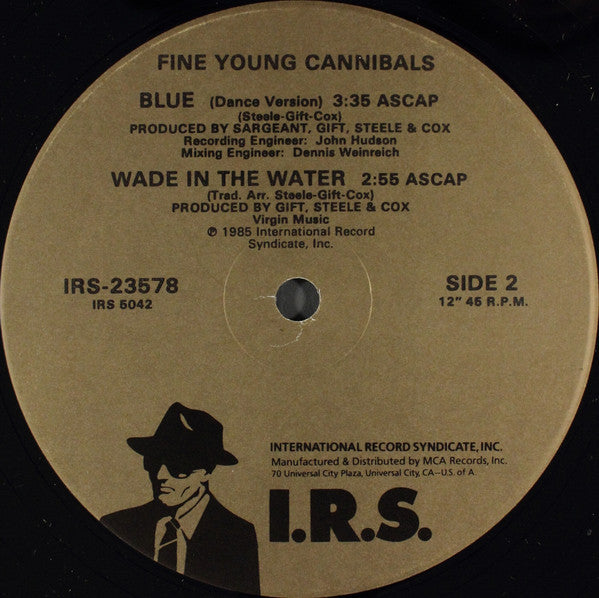 FINE YOUNG CANNIBALS
BLUE (Dance Version) 3:35 ASCAP
(Steele-Gift-Cox)
PRODUCED BY SARGEANT, GIFT, STEELE & COX
Recording Engineer: John Hudson
Mixing Engineer: Dennis Weinreich
WADE IN THE WATER 2:55 ASCAP
(Trad. Arr. Steele-Gift-Cox)
PRODUCED BY GIFT, STEELE & COX
Virgin Music
℗ 1985 International Record
Syndicate, Inc.
IRS-23578
IRS 5042
SIDE 2
12" 45 R.P.M.
INTERNATIONAL RECORD SYNDICATE, INC.
Manufactured & Distributed by MCA Records, Inc.
70 Universal City Plaza, Universal City, CA--U.S. of A.
I.R.S.